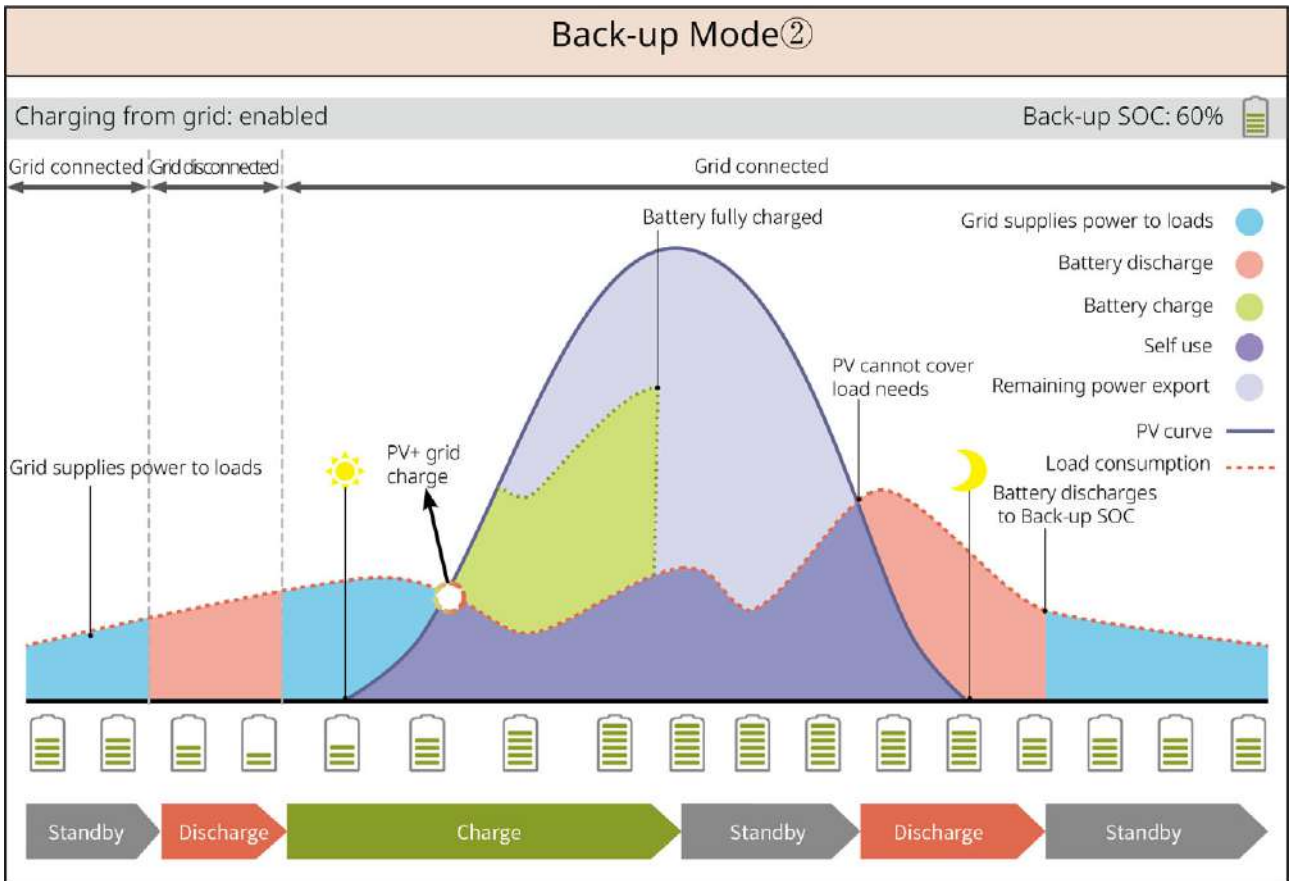 Back-up Mode②
Charging from grid: enabled
Back-up SOC: 60%
Grid connected
Grid disconnected
Grid connected
Battery fully charged
Grid supplies power to loads
Battery discharge
Battery charge
Self use
Remaining power export
PV curve
Load consumption
PV cannot cover
load needs
PV+ grid
charge
Grid supplies power to loads
Battery discharges
to Back-up SOC
Standby
Discharge
Charge
Standby
Discharge
Standby